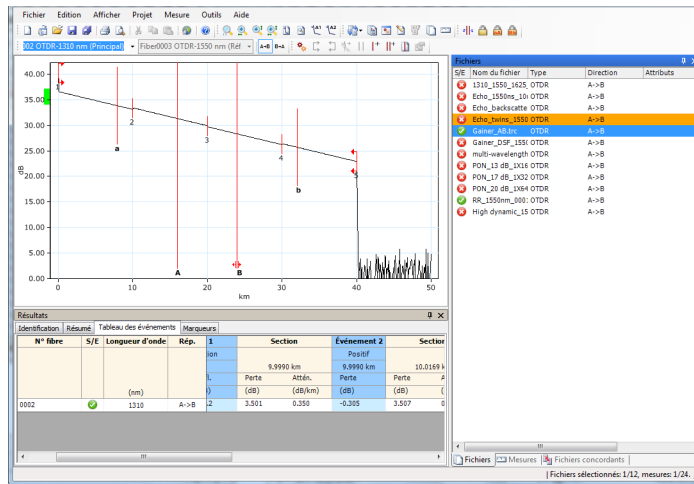 Fichier Edition Afficher Projet Mesure Outils Aide
002 OTDR-1310 nm (Principal) Fiber0003 OTDR-1550 nm (Réf A→B B→A
Fichiers
S/E Nom du fichier Type Direction Attributs
1310_1550_1625_ OTDR A->B
Echo_1550ns_10u OTDR A->B
Echo_backscatte OTDR A->B
Echo_twins_1550 OTDR A->B
Gainer_AB.trc OTDR A->B
Gainer_DSF_1550 OTDR A->B
multi-wavelength OTDR A->B
PON_13 dB_1X16 OTDR A->B
PON_17 dB_1X32 OTDR A->B
PON_20 dB_1X64 OTDR A->B
RR_1550nm_000: OTDR A->B
High dynamic_15 OTDR A->B
40.00
35.00
30.00
25.00
20.00
15.00
10.00
5.00
0.00
dB
1
2
3
4
5
a
b
A
B
0 10 20 30 40 50
km
Résultats
Identification Résumé Tableau des événements Marqueurs
N° fibre S/E Longueur d'onde Rép. 1 Section Événement 2 Section
ion Positif
9.9990 km 9.9990 km 10.0169 k
Perte Attén. Perte Perte A
(nm) (dB) (dB/km) (dB) (dB) (
0002 1310 A->B .2 3.501 0.350 -0.305 3.507 0
Fichiers Mesures Fichiers concordants
Fichiers sélectionnés: 1/12, mesures: 1/24.